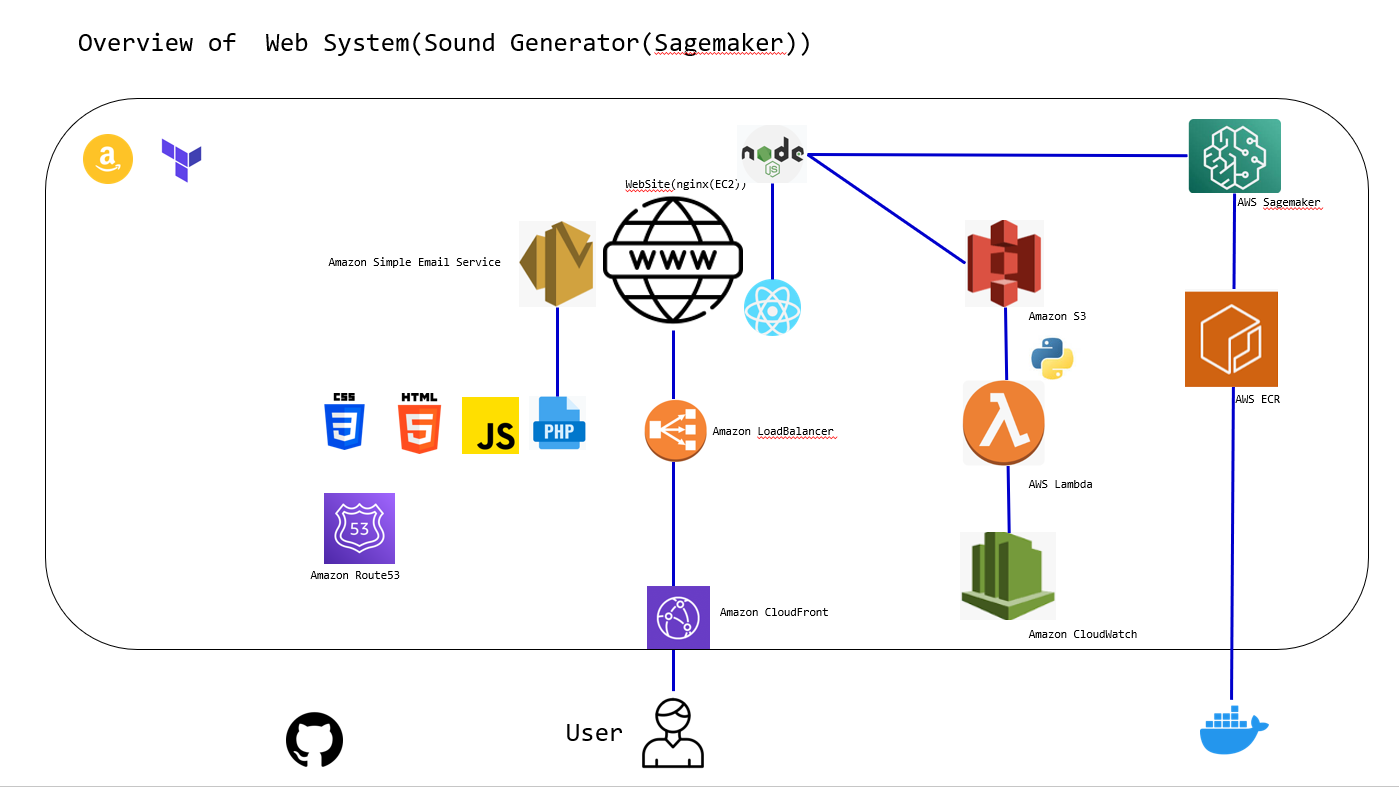 Overview of  Web System(Sound Generator(Sagemaker))
a
node
JS
WebSite(nginx(EC2))
AWS Sagemaker
WWW
Amazon Simple Email Service
Amazon S3
CSS
3
HTML
5
JS
PHP
Amazon LoadBalancer
AWS ECR
AWS Lambda
53
Amazon Route53
Amazon CloudFront
Amazon CloudWatch
User